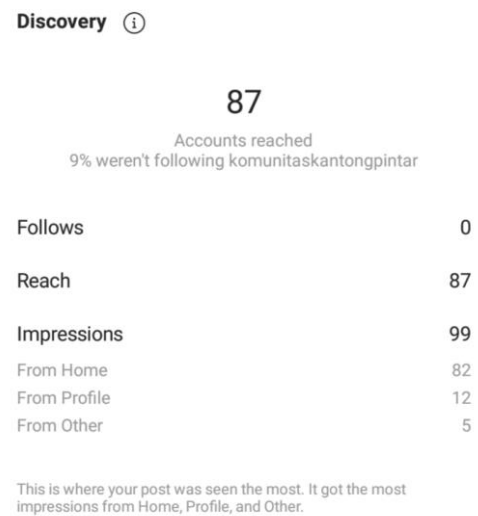 Discovery
87
Accounts reached
9% weren't following komunitaskantongpintar
Follows 0
Reach 87
Impressions 99
From Home 82
From Profile 12
From Other 5
This is where your post was seen the most. It got the most
impressions from Home, Profile, and Other.